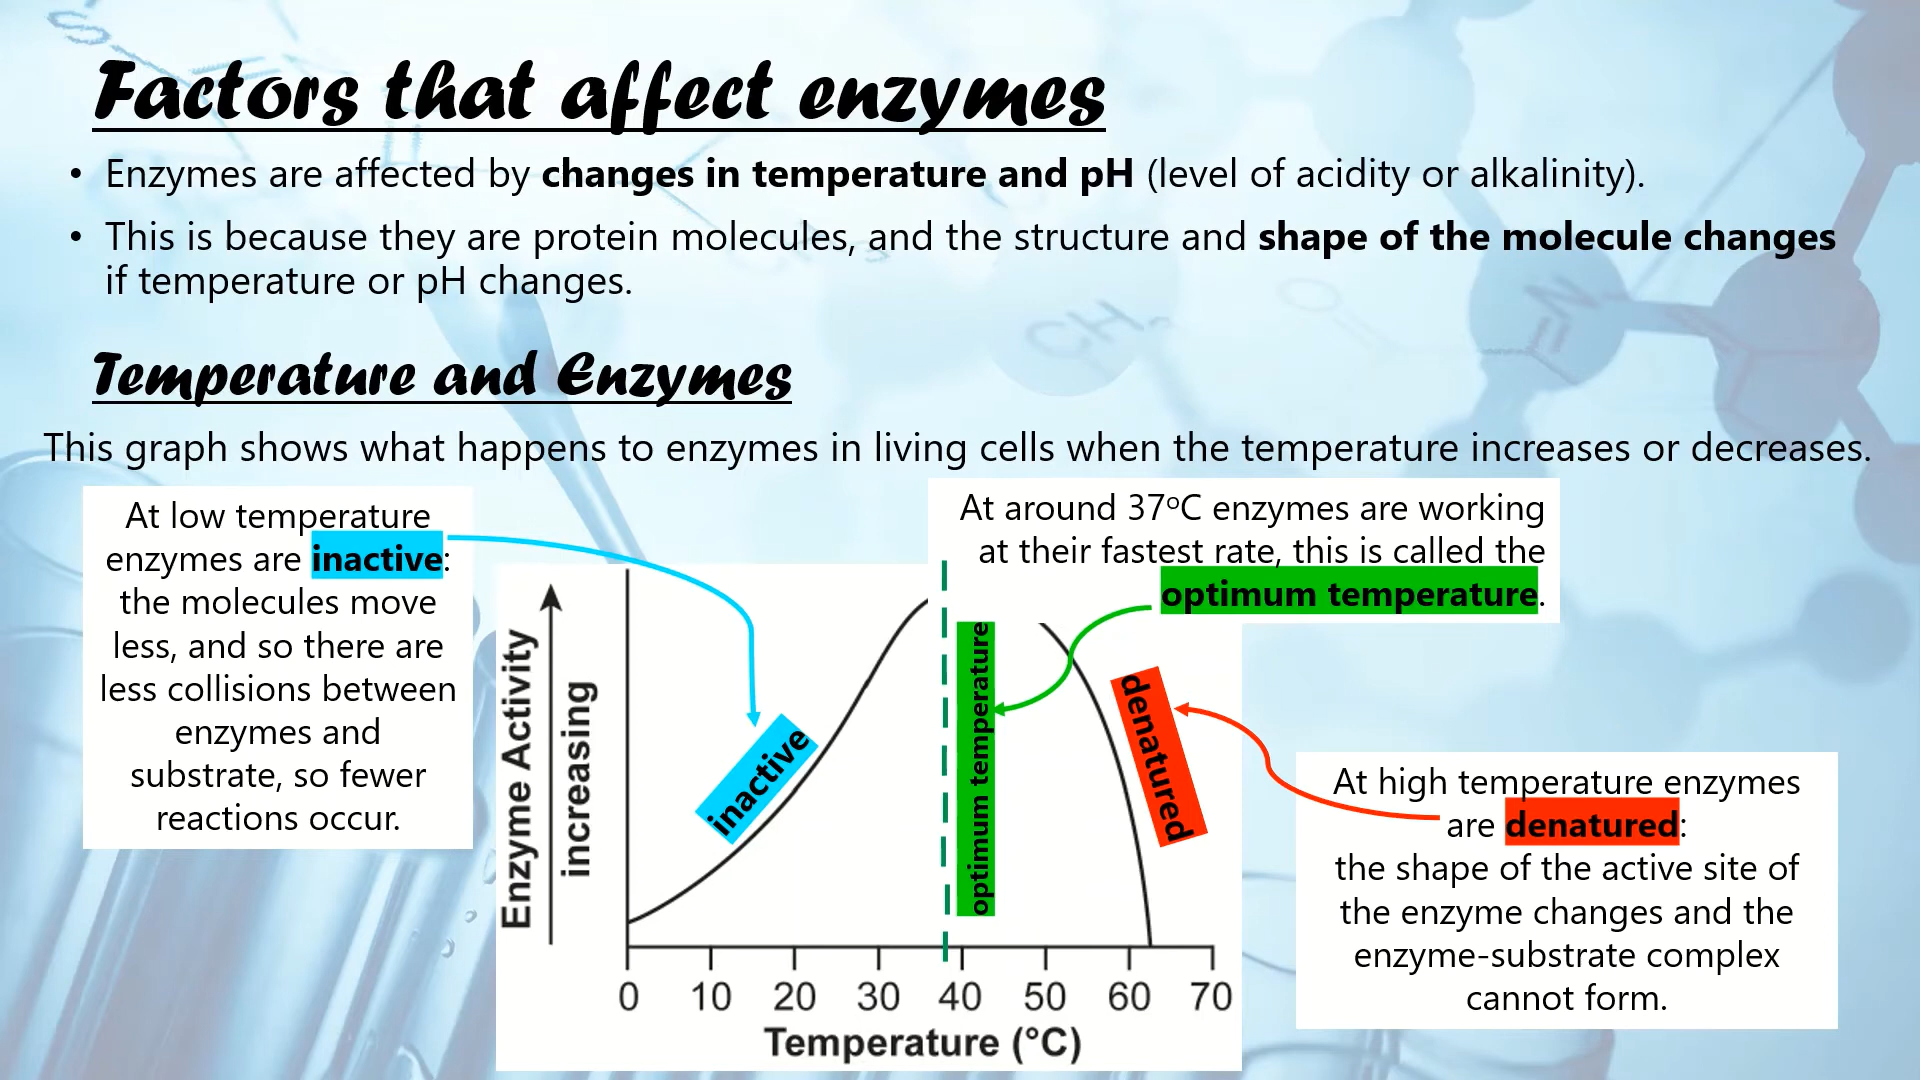 Factors that affect enzymes
• Enzymes are affected by changes in temperature and pH (level of acidity or alkalinity).
• This is because they are protein molecules, and the structure and shape of the molecule changes
if temperature or pH changes.
Temperature and Enzymes
This graph shows what happens to enzymes in living cells when the temperature increases or decreases.
At low temperature
enzymes are inactive:
the molecules move
less, and so there are
less collisions between
enzymes and
substrate, so fewer
reactions occur.
At around 37ºC enzymes are working
at their fastest rate, this is called the
optimum temperature.
Enzyme Activity
increasing
inactive
optimum temperature
denatured
At high temperature enzymes
are denatured:
the shape of the active site of
the enzyme changes and the
enzyme-substrate complex
cannot form.
0 10 20 30 40 50 60 70
Temperature (°C)
CH
N